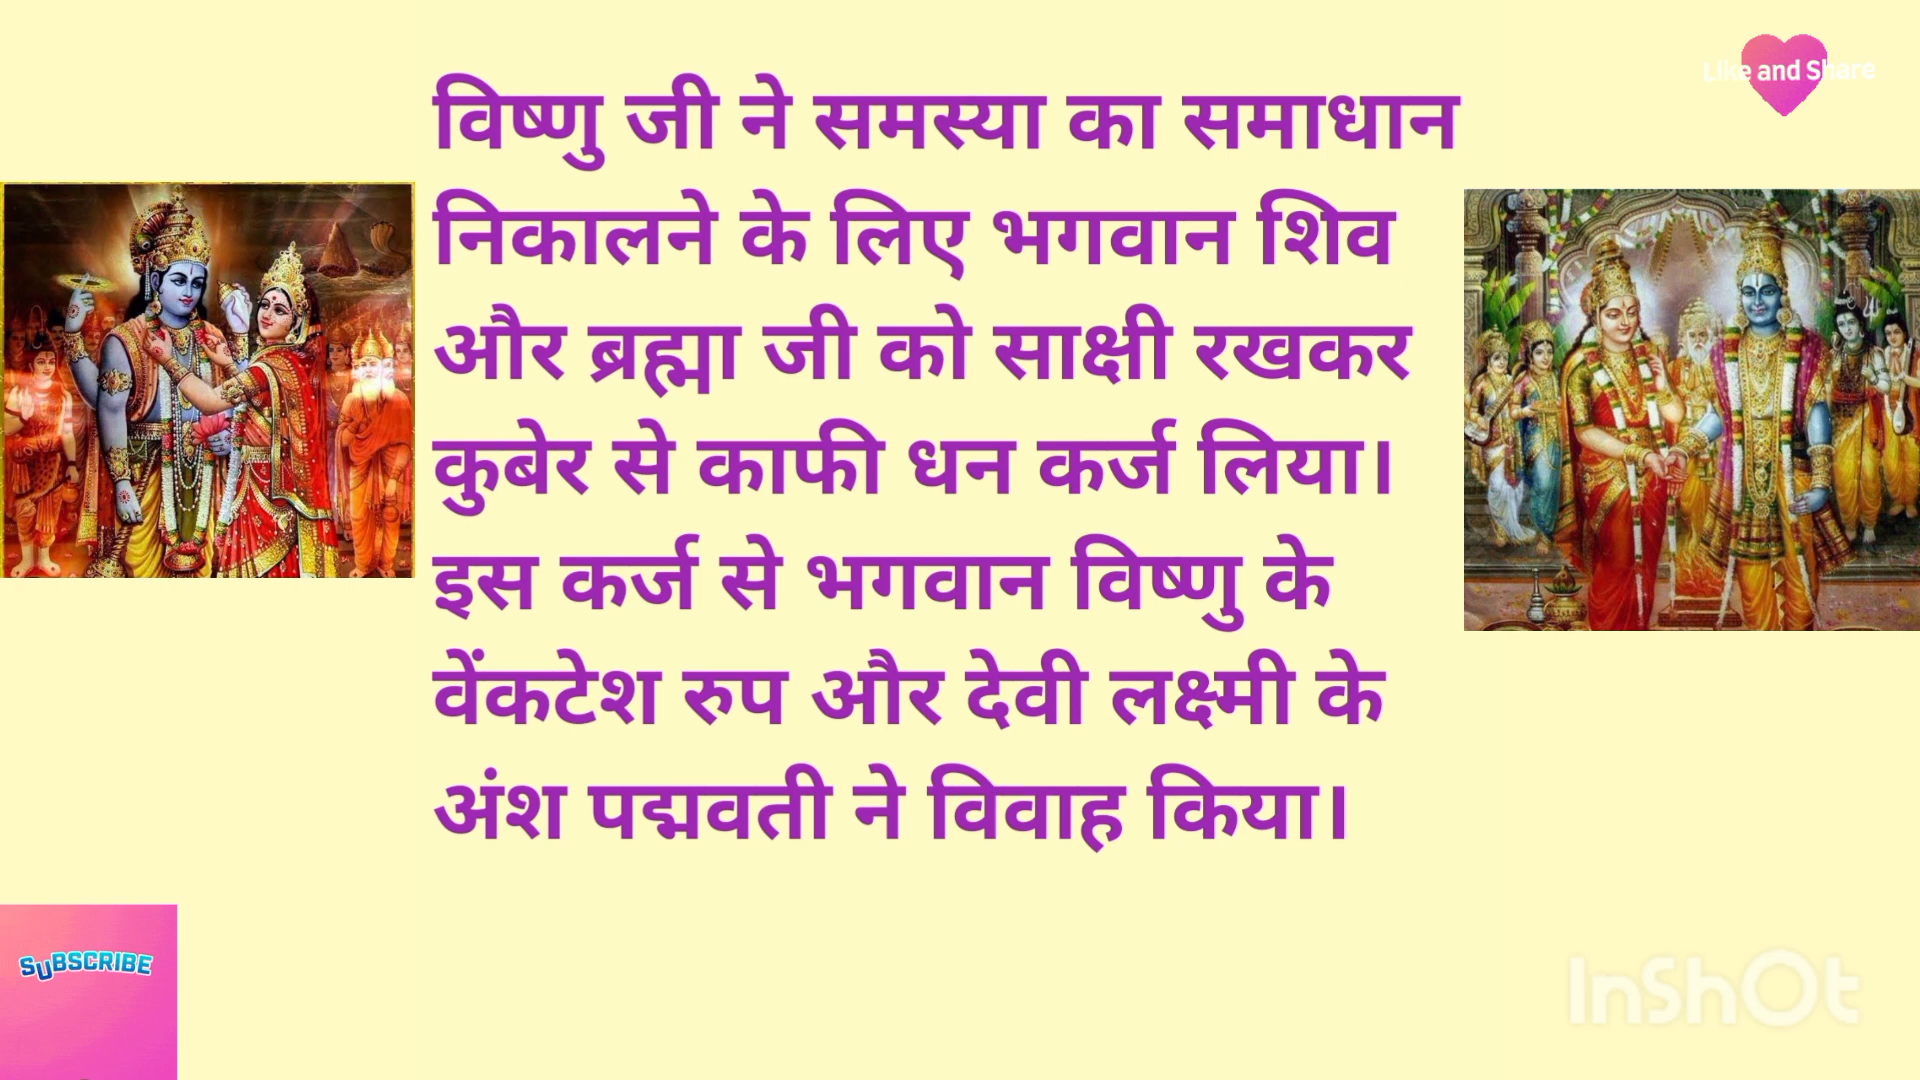 Like and Share
विष्णु जी ने समस्या का समाधान
निकालने के लिए भगवान शिव
और ब्रह्मा जी को साक्षी रखकर
कुबेर से काफी धन कर्ज लिया।
इस कर्ज से भगवान विष्णु के
वेंकटेश रुप और देवी लक्ष्मी के
अंश पद्मवती ने विवाह किया।
SUBSCRIBE
InShOt